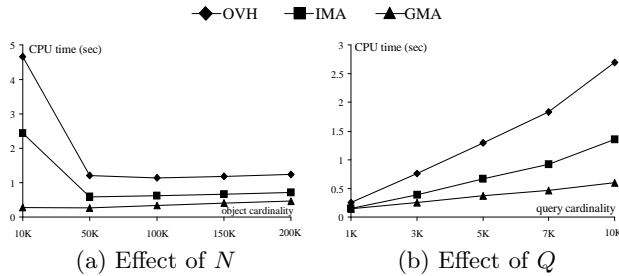 OVH IMA GMA
CPU time (sec)
5
4
3
2
1
0
object cardinality
10K 50K 100K 150K 200K
(a) Effect of N
CPU time (sec)
3
2.5
2
1.5
1
0.5
0
query cardinality
1K 3K 5K 7K 10K
(b) Effect of Q